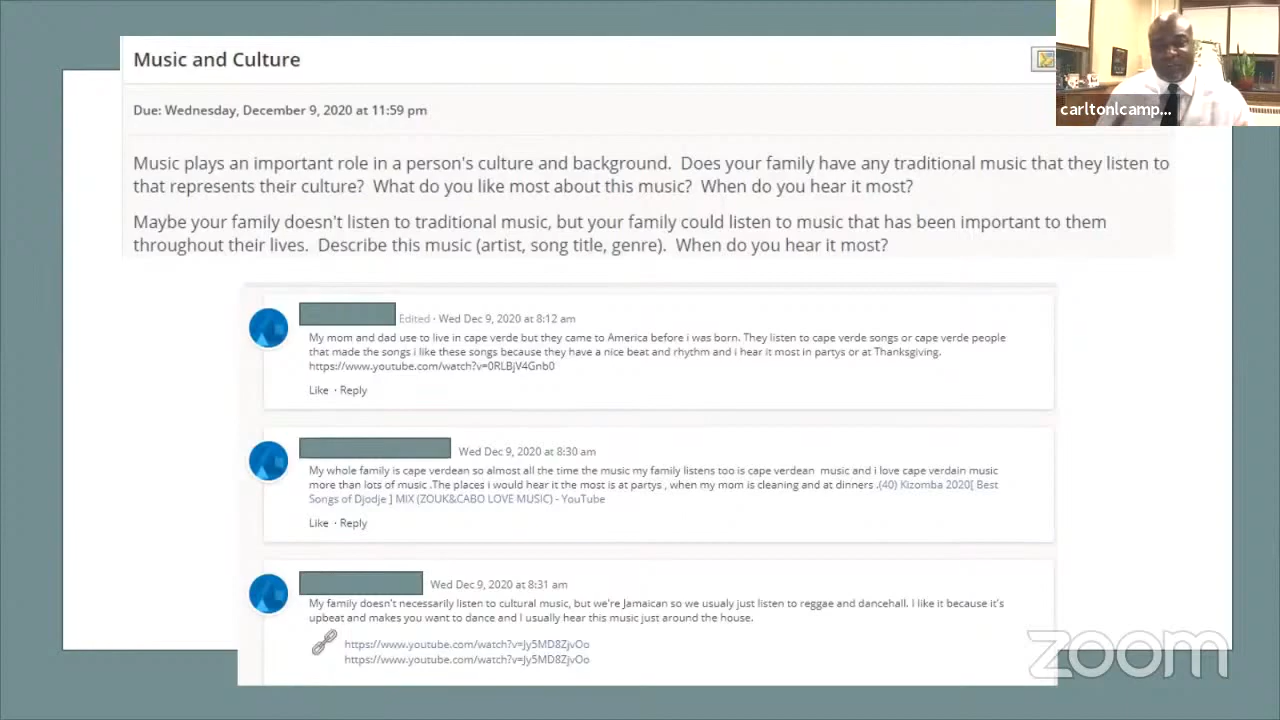 Music and Culture
Due: Wednesday, December 9, 2020 at 11:59 pm
carltonlcamp...
Music plays an important role in a person's culture and background.  Does your family have any traditional music that they listen to
that represents their culture?  What do you like most about this music?  When do you hear it most?
Maybe your family doesn't listen to traditional music, but your family could listen to music that has been important to them
throughout their lives.  Describe this music (artist, song title, genre).  When do you hear it most?
Edited · Wed Dec 9, 2020 at 8:12 am
My mom and dad use to live in cape verde but they came to America before i was born. They listen to cape verde songs or cape verde people
that made the songs i like these songs because they have a nice beat and rhythm and i hear it most in partys or at Thanksgiving.
https://www.youtube.com/watch?v=0RLBjV4Gnb0
Like · Reply
Wed Dec 9, 2020 at 8:30 am
My whole family is cape verdean so almost all the time the music my family listens too is cape verdean  music and i love cape verdain music
more than lots of music .The places i would hear it the most is at partys , when my mom is cleaning and at dinners .(40) Kizomba 2020[ Best
Songs of Djodje ] MIX (ZOUK&CABO LOVE MUSIC) - YouTube
Like · Reply
Wed Dec 9, 2020 at 8:31 am
My family doesn't necessarily listen to cultural music, but we're Jamaican so we usualy just listen to reggae and dancehall. I like it because it's
upbeat and makes you want to dance and I usually hear this music just around the house.
https://www.youtube.com/watch?v=Jy5MD8ZjvOo
https://www.youtube.com/watch?v=Jy5MD8ZjvOo
zoom